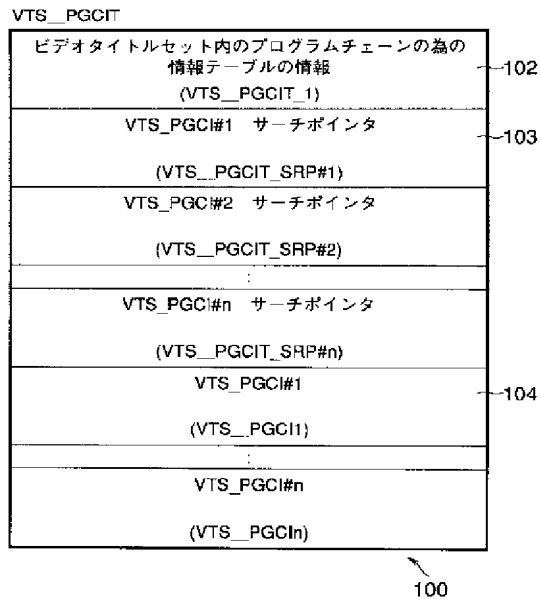 VTS__PGCIT
ビデオタイトルセット内のプログラムチェーンの為の
情報テーブルの情報
(VTS__PGCIT_1)
102
VTS_PGCI#1 サーチポインタ
103
(VTS__PGCIT_SRP#1)
VTS_PGCI#2 サーチポインタ
(VTS__PGCIT_SRP#2)
:
VTS_PGCI#n サーチポインタ
(VTS__PGCIT_SRP#n)
VTS_PGCI#1
104
(VTS__PGCI1)
:
VTS_PGCI#n
(VTS__PGCIn)
100